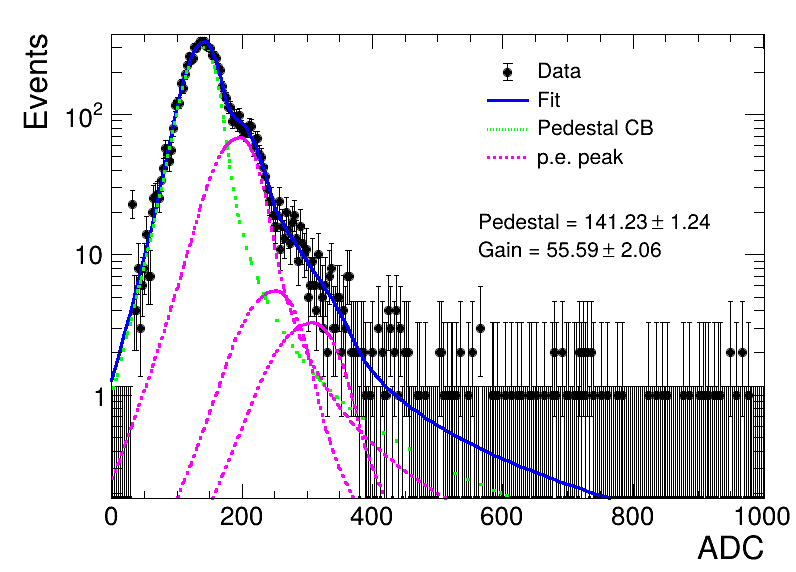 Events
10²
10
1
Data
Fit
Pedestal CB
p.e. peak
Pedestal = 141.23 ± 1.24
Gain = 55.59 ± 2.06
0 200 400 600 800 1000
ADC